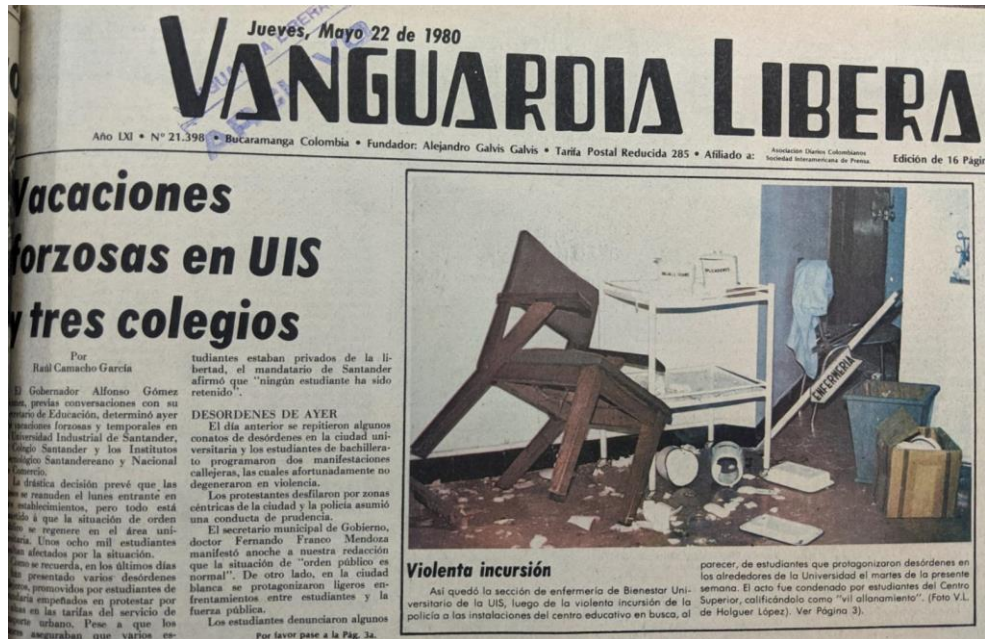 Jueves, Mayo 22 de 1980
VANGUARDIA LIBERA
Año LXI • Nº 21.398 • Bucaramanga Colombia • Fundador: Alejandro Galvis Galvis • Tarifa Postal Reducida 285 • Afiliado a: Asociación Diarios Colombianos Sociedad Interamericana de Prensa. Edición de 16 Págin
Vacaciones
forzosas en UIS
y tres colegios
Por
Raúl Camacho García
El Gobernador Alfonso Gómez
previas conversaciones con su
de Educación, determinó ayer
vacaciones forzosas y temporales en
Universidad Industrial de Santander,
Colegio Santander y los Institutos
Santandereano y Nacional
Comercio.
La drástica decisión prevé que las
se reanuden el lunes entrante en
establecimientos, pero todo está
a que la situación de orden
se regenere en el área uni-
Unos ocho mil estudiantes
afectados por la situación.
Como se recuerda, en los últimos días
presentado varios desórdenes
promovidos por estudiantes de
empeñados en protestar por
en las tarifas del servicio de
urbano. Pese a que los
aseguraban que varios es-
tudiantes estaban privados de la li-
bertad, el mandatario de Santander
afirmó que "ningún estudiante ha sido
retenido".
DESORDENES DE AYER
El día anterior se repitieron algunos
conatos de desórdenes en la ciudad uni-
versitaria y los estudiantes de bachillera-
to programaron dos manifestaciones
callejeras, las cuales afortunadamente no
degeneraron en violencia.
Los protestantes desfilaron por zonas
céntricas de la ciudad y la policía asumió
una conducta de prudencia.
El secretario municipal de Gobierno,
doctor Fernando Franco Mendoza
manifestó anoche a nuestra redacción
que la situación de "orden público es
normal". De otro lado, en la ciudad
blanca se protagonizaron ligeros en-
frentamientos entre estudiantes y la
fuerza pública.
Los estudiantes denunciaron algunos
Por favor pase a la Pág. 3a.
ENFERMERIA
Violenta incursión
Así quedó la sección de enfermería de Bienestar Uni-
versitario de la UIS, luego de la violenta incursión de la
policía a las instalaciones del centro educativo en busca, al
parecer, de estudiantes que protagonizaron desórdenes en
los alrededores de la Universidad el martes de la presente
semana. El acto fue condenado por estudiantes del Centro
Superior, calificándolo como "vil allanamiento". (Foto V.L.
de Holguer López). Ver Página 3).